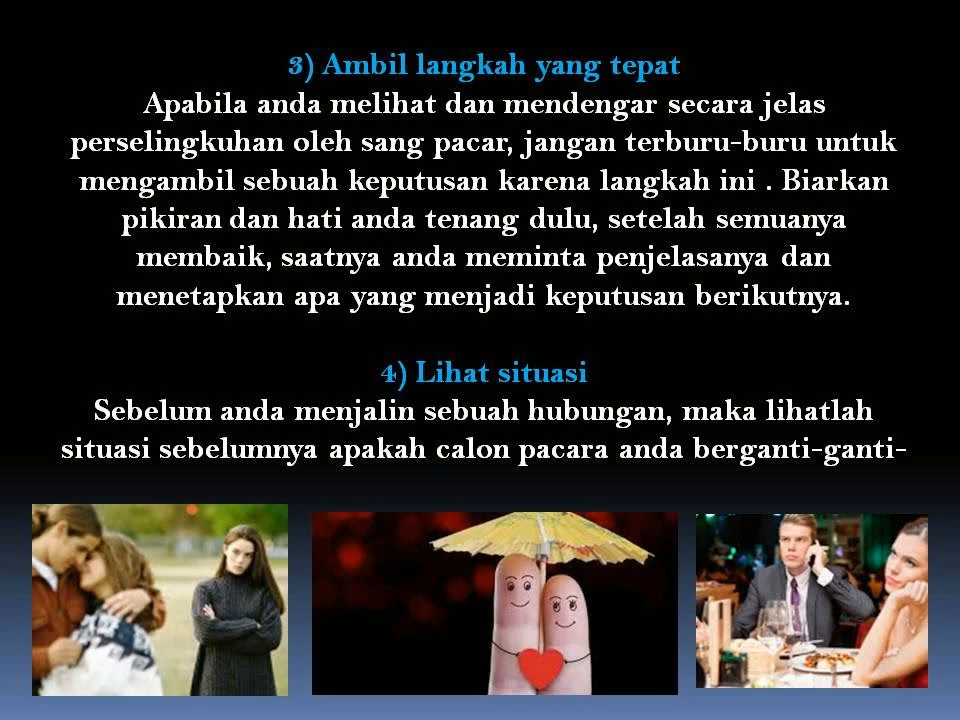 3) Ambil langkah yang tepat
Apabila anda melihat dan mendengar secara jelas
perselingkuhan oleh sang pacar, jangan terburu-buru untuk
mengambil sebuah keputusan karena langkah ini . Biarkan
pikiran dan hati anda tenang dulu, setelah semuanya
membaik, saatnya anda meminta penjelasanya dan
menetapkan apa yang menjadi keputusan berikutnya.
4) Lihat situasi
Sebelum anda menjalin sebuah hubungan, maka lihatlah
situasi sebelumnya apakah calon pacara anda berganti-ganti-